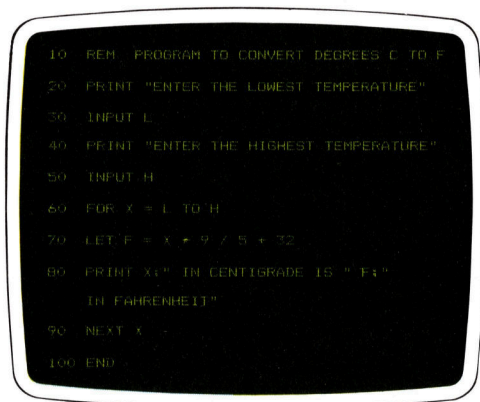 10 REM PROGRAM TO CONVERT DEGREES C TO F
20 PRINT "ENTER THE LOWEST TEMPERATURE"
30 INPUT L
40 PRINT "ENTER THE HIGHEST TEMPERATURE"
50 INPUT H
60 FOR X = L TO H
70 LET F = X * 9 / 5 + 32
80 PRINT X;" IN CENTIGRADE IS " F;"
IN FAHRENHEIT"
90 NEXT X
100 END